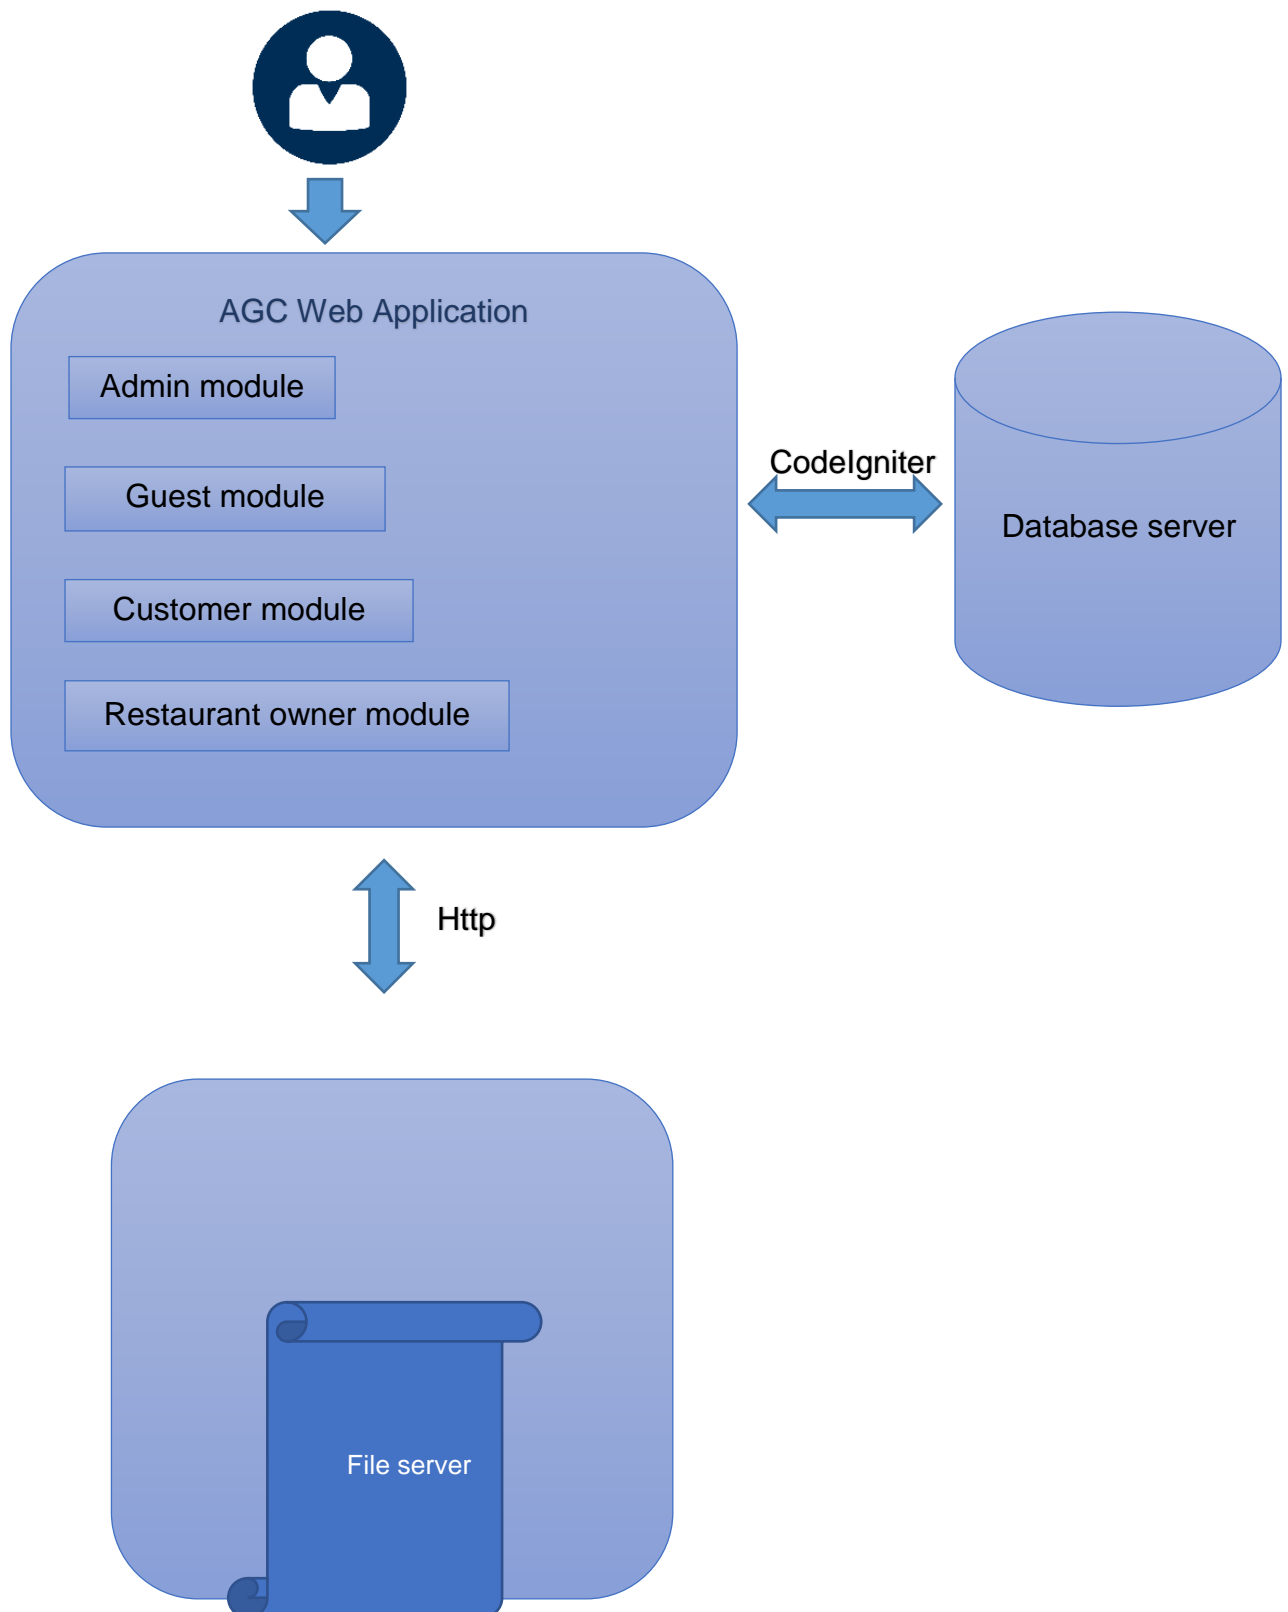 AGC Web Application
Admin module
Guest module
CodeIgniter
Database server
Customer module
Restaurant owner module
Http
File server